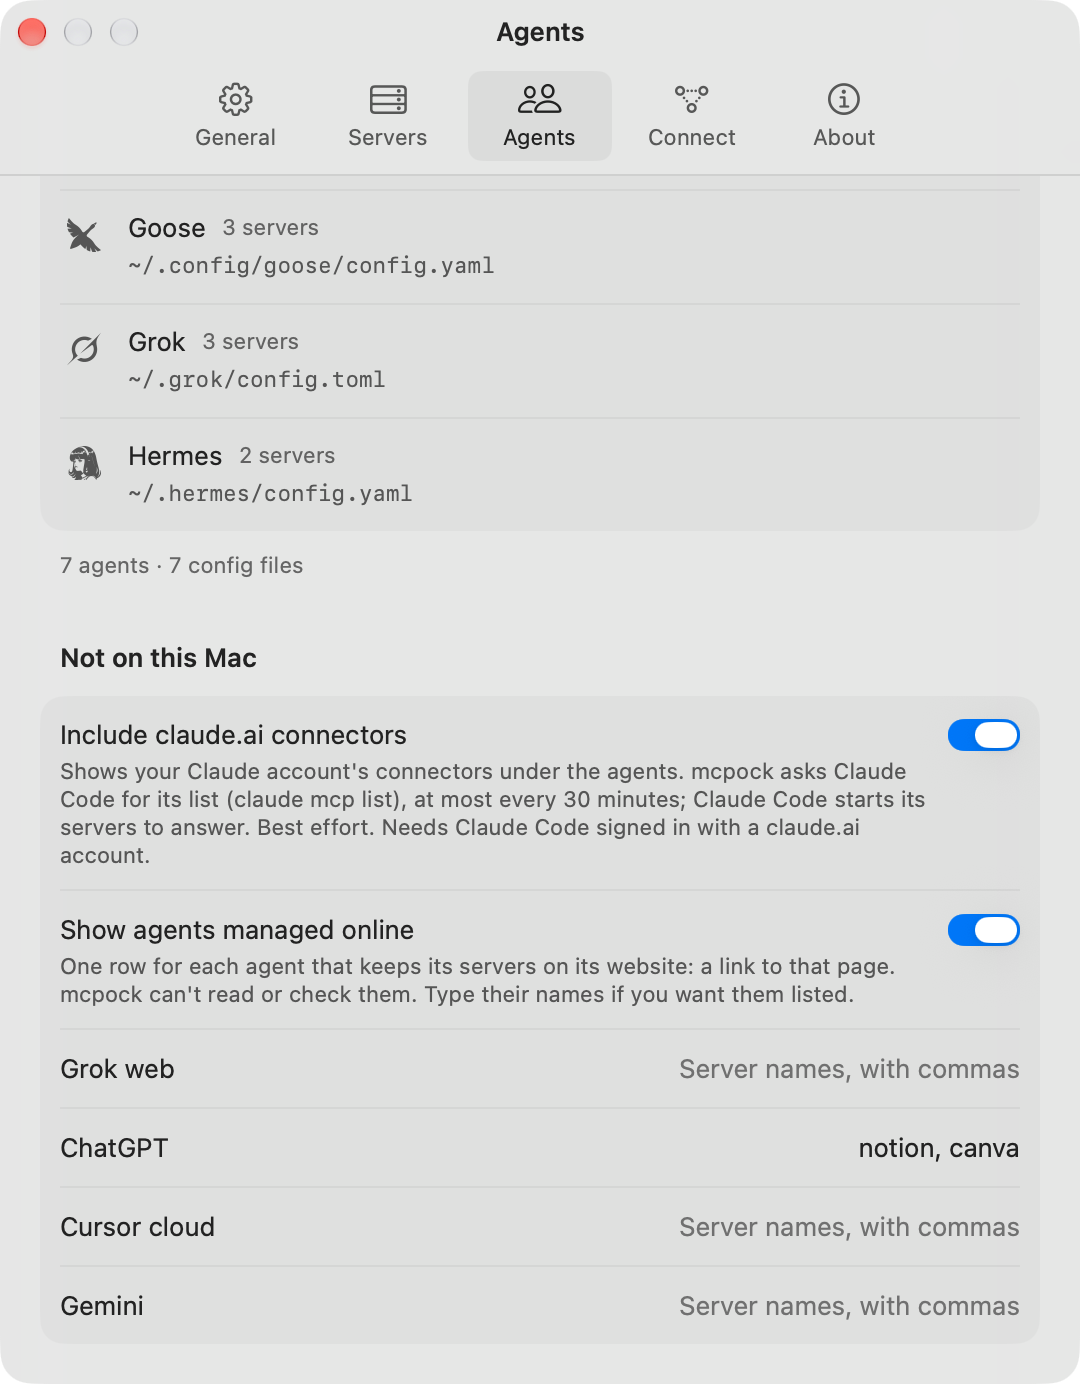 Agents
General
Servers
Agents
Connect
About
Goose 3 servers
~/.config/goose/config.yaml
Grok 3 servers
~/.grok/config.toml
Hermes 2 servers
~/.hermes/config.yaml
7 agents · 7 config files
Not on this Mac
Include claude.ai connectors
Shows your Claude account's connectors under the agents. mcpock asks Claude
Code for its list (claude mcp list), at most every 30 minutes; Claude Code starts its
servers to answer. Best effort. Needs Claude Code signed in with a claude.ai
account.
Show agents managed online
One row for each agent that keeps its servers on its website: a link to that page.
mcpock can't read or check them. Type their names if you want them listed.
Grok web Server names, with commas
ChatGPT notion, canva
Cursor cloud Server names, with commas
Gemini Server names, with commas